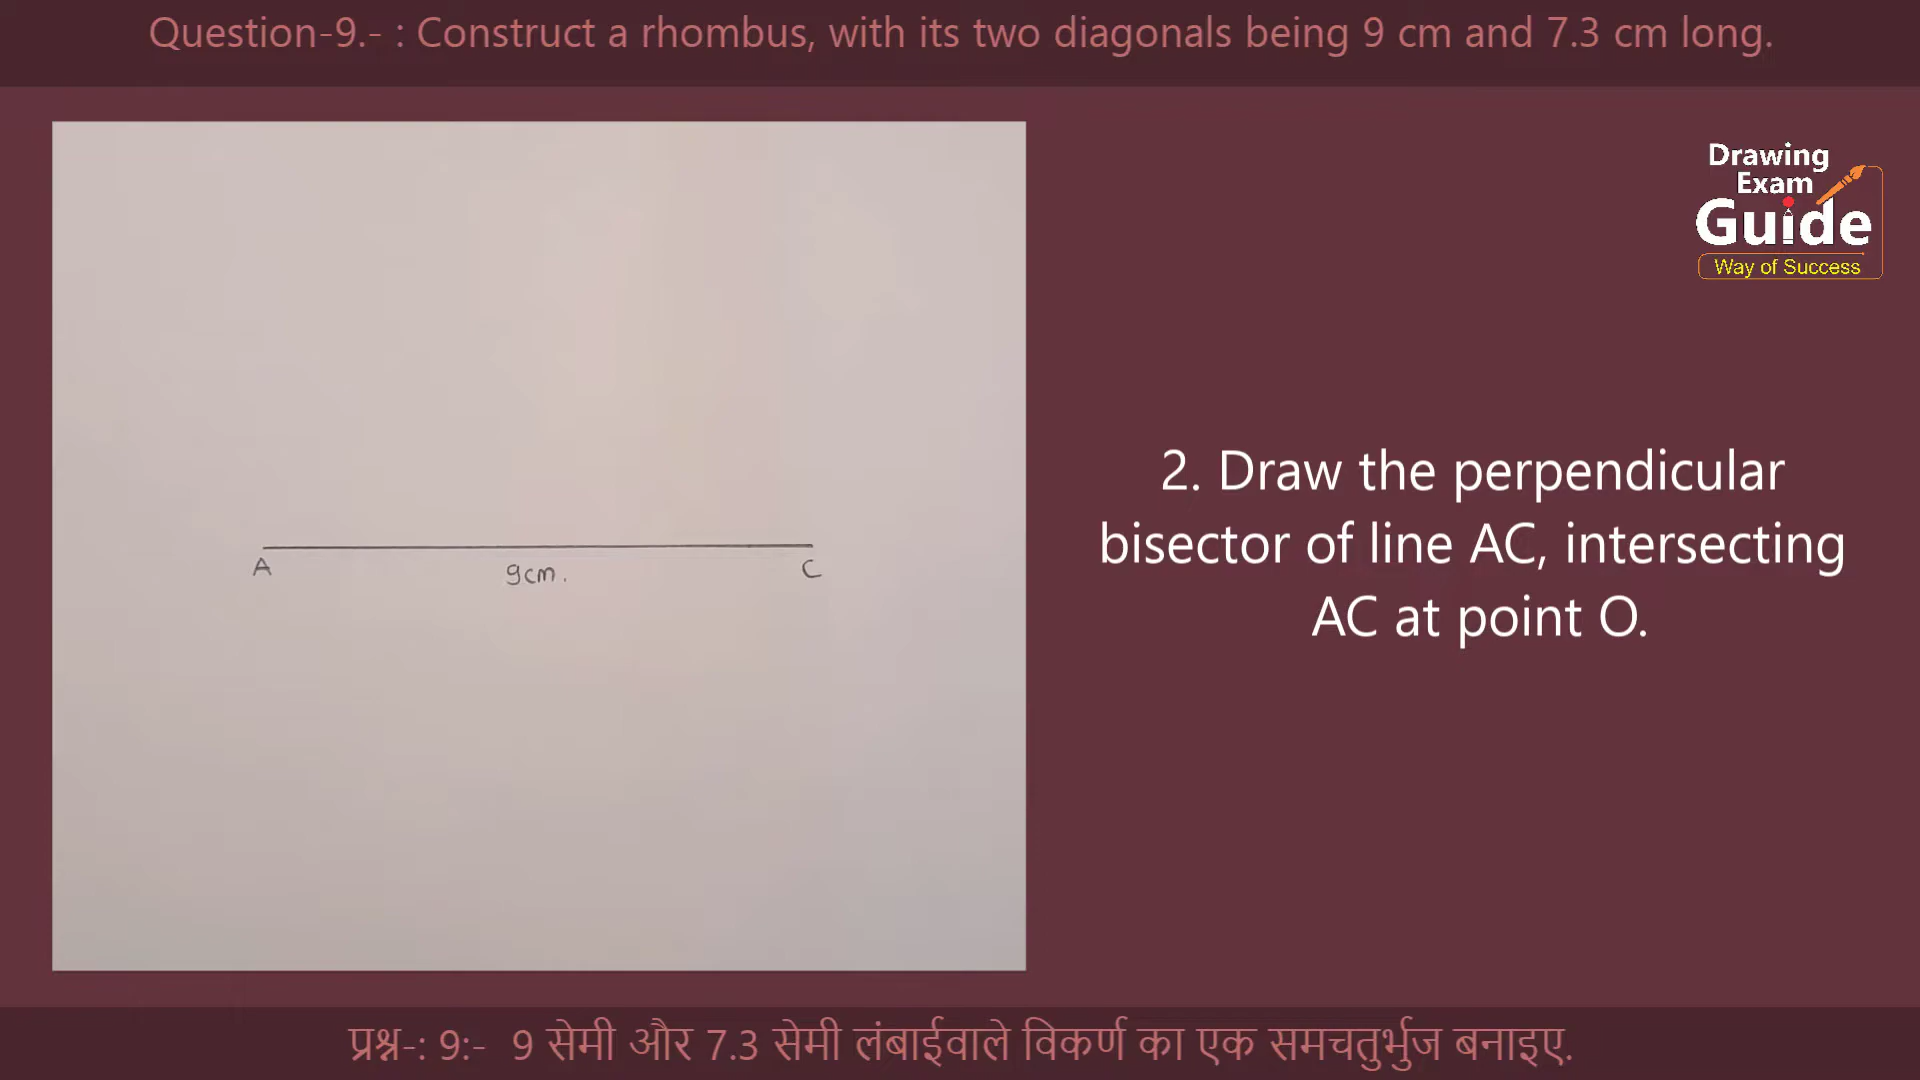 Question-9.- : Construct a rhombus, with its two diagonals being 9 cm and 7.3 cm long.
Drawing
Exam
Guide
Way of Success
2. Draw the perpendicular
bisector of line AC, intersecting
AC at point O.
A
9cm.
C
प्रश्न-: 9:- 9 सेमी और 7.3 सेमी लंबाईवाले विकर्ण का एक समचतुर्भुज बनाइए.